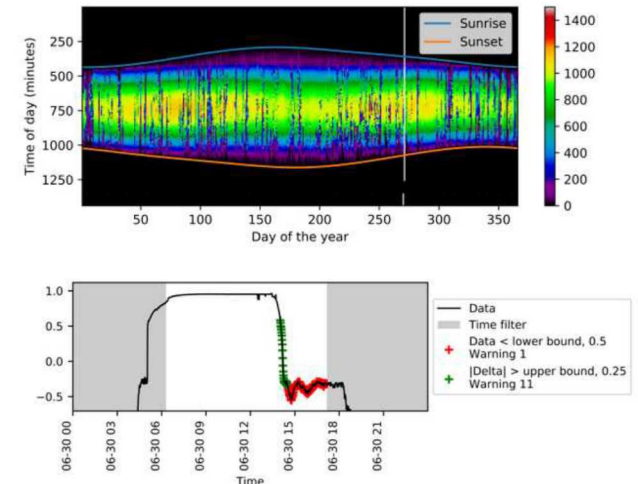 Sunrise
Sunset
250
500
750
1000
1250
Time of day (minutes)
50 100 150 200 250 300 350
Day of the year
1400
1200
1000
800
600
400
200
0
1.0
0.5
0.0
−0.5
06-30 00
06-30 03
06-30 06
06-30 09
06-30 12
06-30 15
06-30 18
06-30 21
Time
Data
Time filter
Data < lower bound, 0.5
Warning 1
|Delta| > upper bound, 0.25
Warning 11